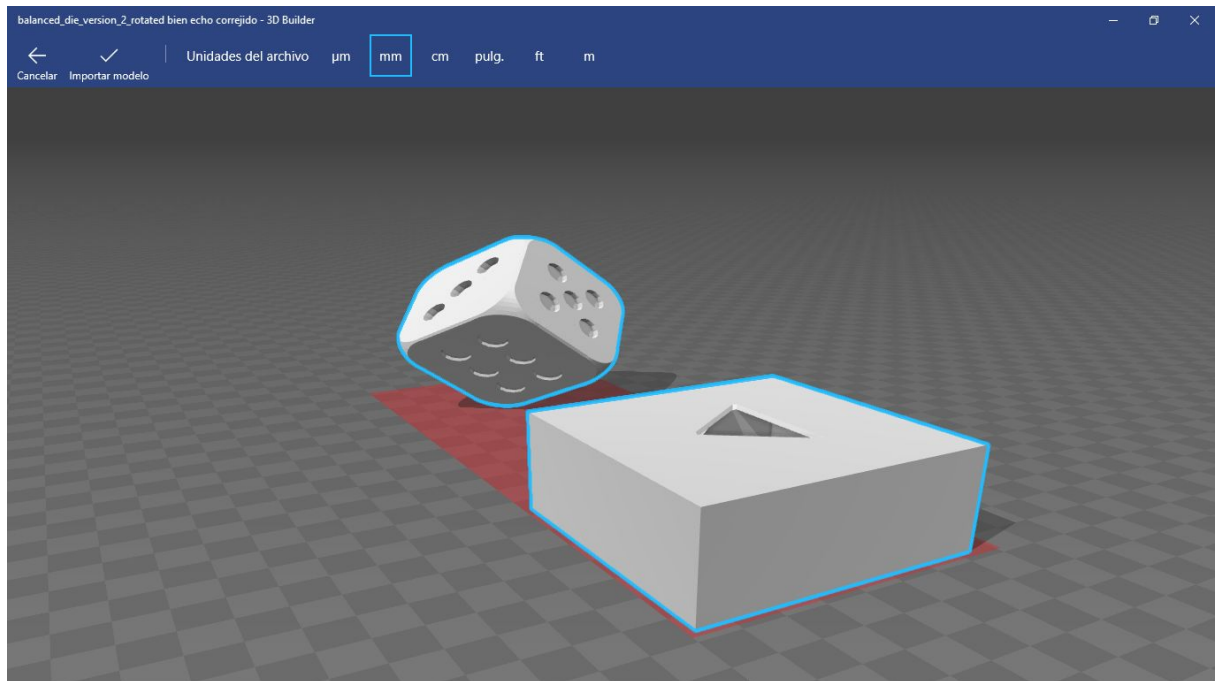 balanced_die_version_2_rotated bien echo correjido - 3D Builder
Cancelar
Importar modelo
Unidades del archivo
µm
mm
cm
pulg.
ft
m